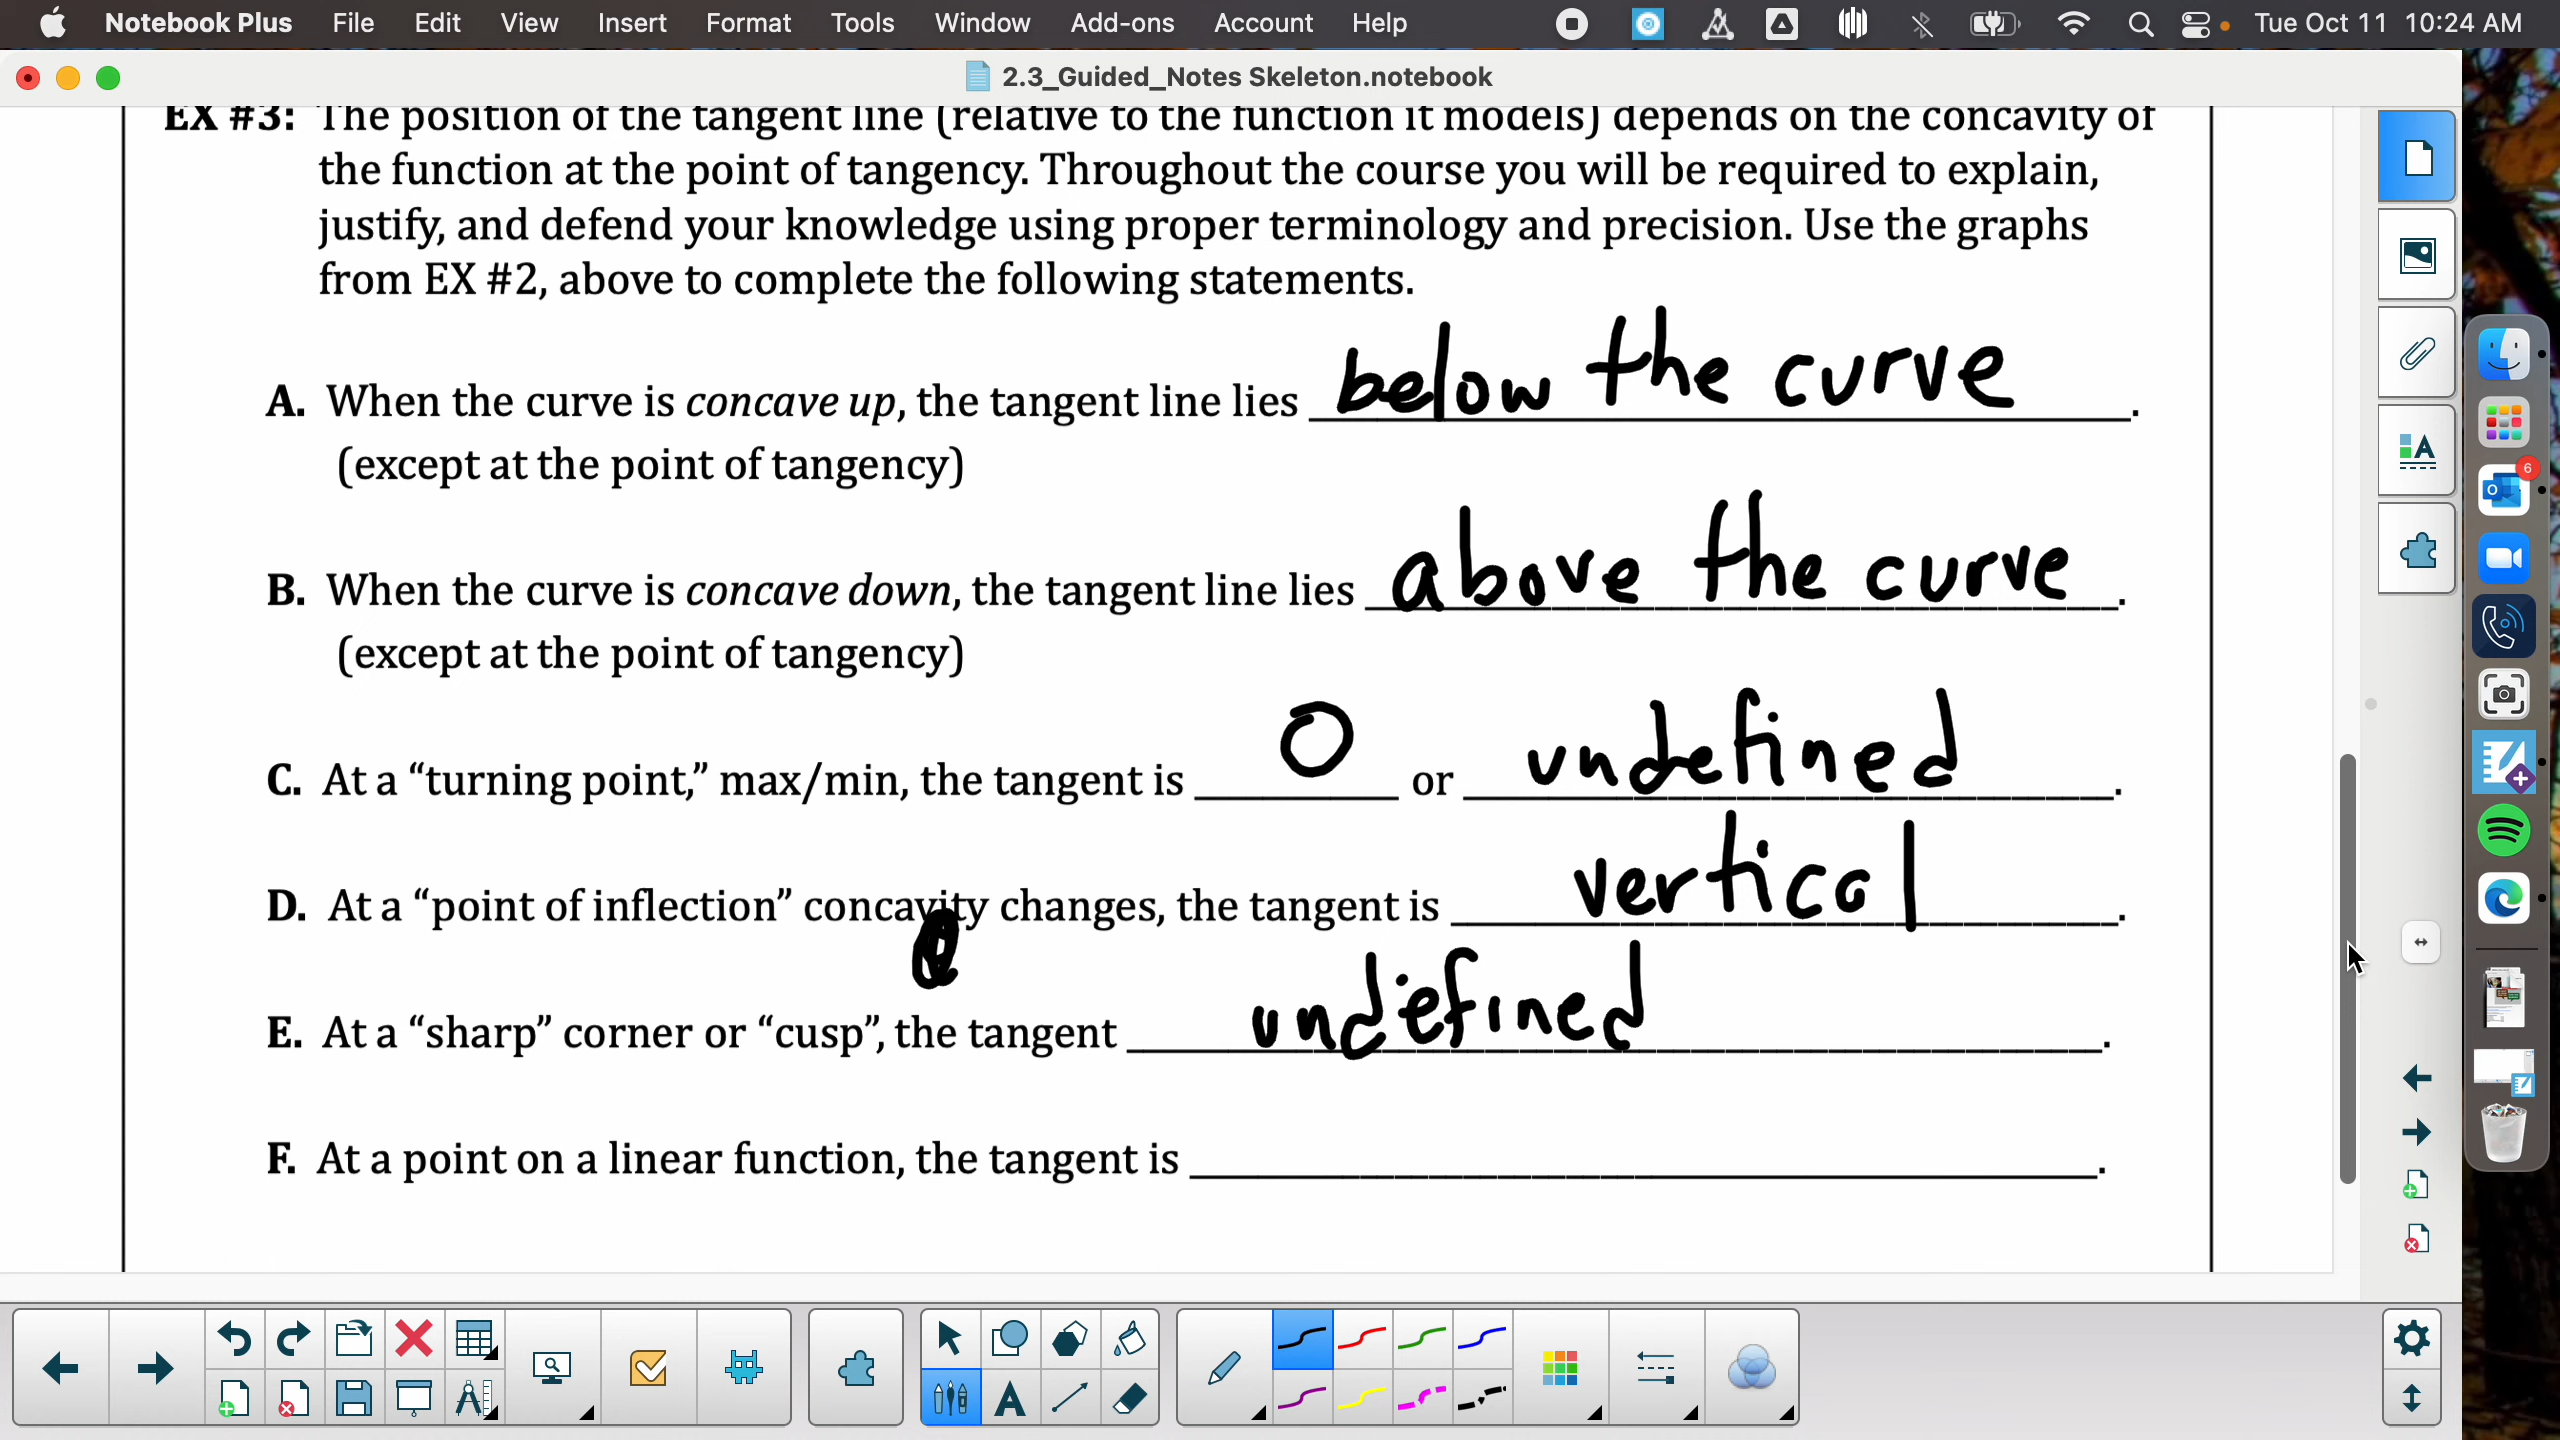 Notebook Plus File Edit View Insert Format Tools Window Add-ons Account Help Tue Oct 11 10:24 AM
2.3_Guided_Notes Skeleton.notebook
EX #3: The position of the tangent line (relative to the function it models) depends on the concavity of
the function at the point of tangency. Throughout the course you will be required to explain,
justify, and defend your knowledge using proper terminology and precision. Use the graphs
from EX #2, above to complete the following statements.
A. When the curve is concave up, the tangent line lies below the curve.
(except at the point of tangency)
B. When the curve is concave down, the tangent line lies above the curve.
(except at the point of tangency)
C. At a “turning point,” max/min, the tangent is 0 or undefined.
D. At a “point of inflection” concavity changes, the tangent is vertical.
E. At a “sharp” corner or “cusp”, the tangent undefined.
F. At a point on a linear function, the tangent is.
6